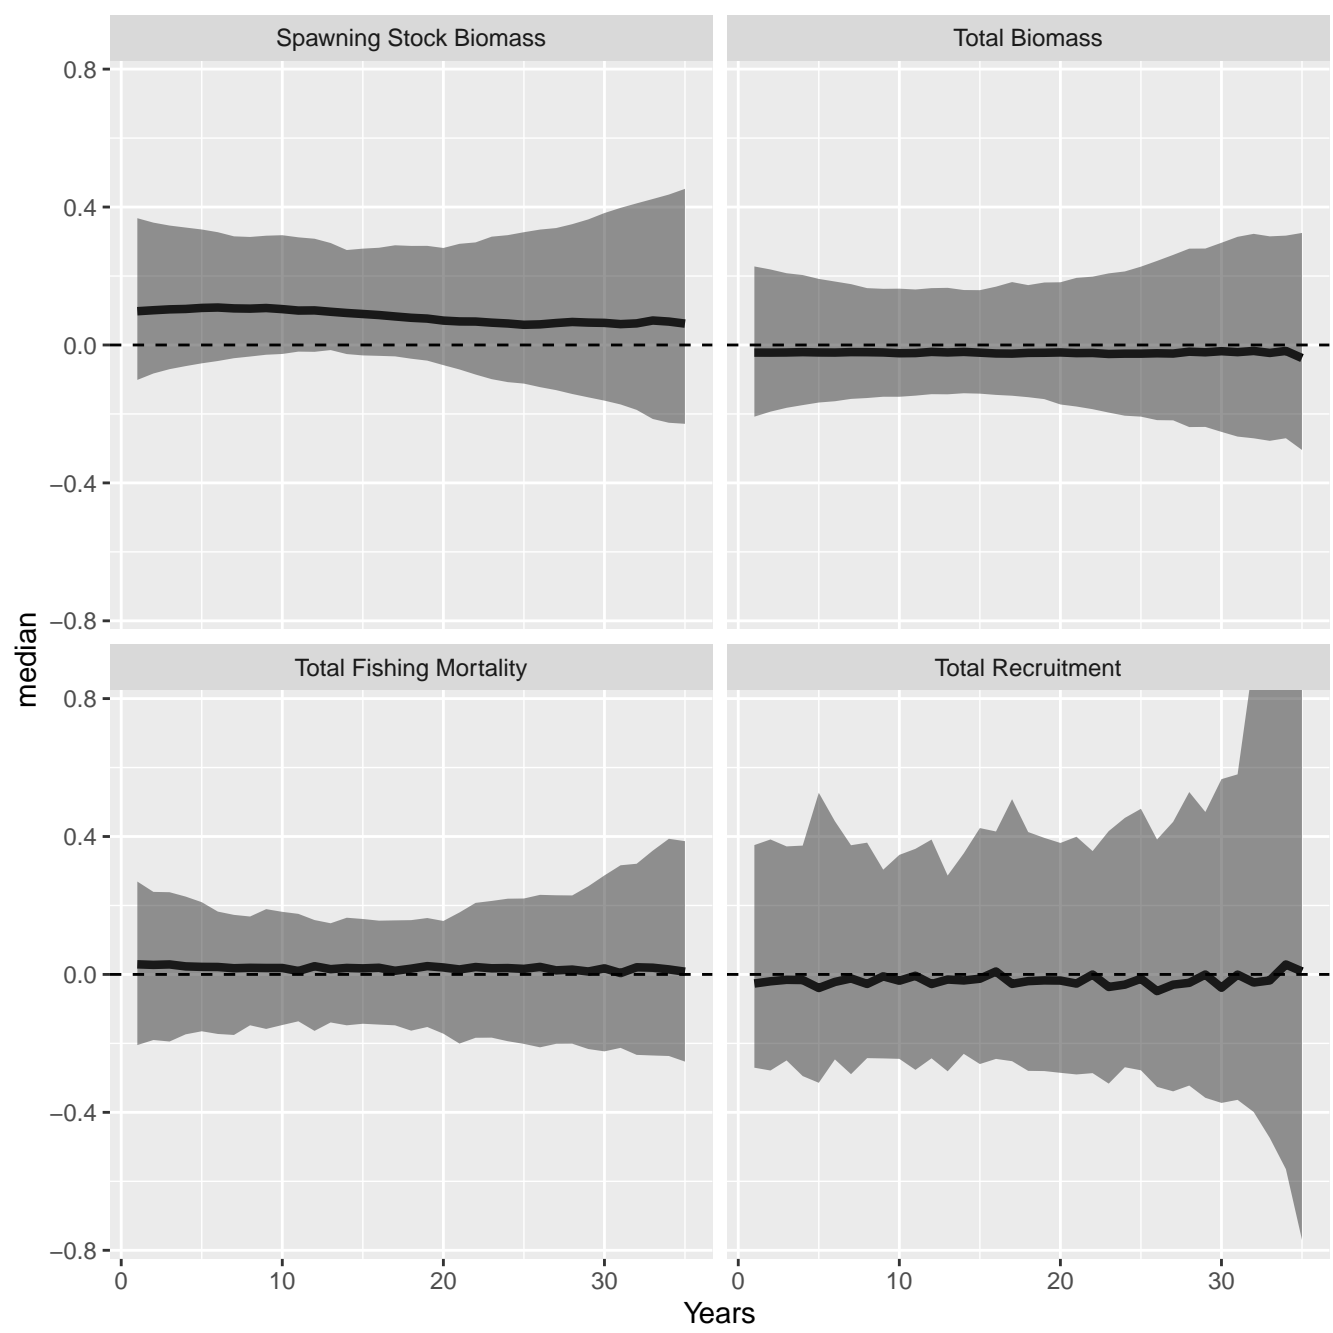 Spawning Stock Biomass
Total Biomass
0.8
0.4
0.0
−0.4
−0.8
Total Fishing Mortality
Total Recruitment
0.8
0.4
0.0
−0.4
−0.8
0 10 20 30
0 10 20 30
Years
median